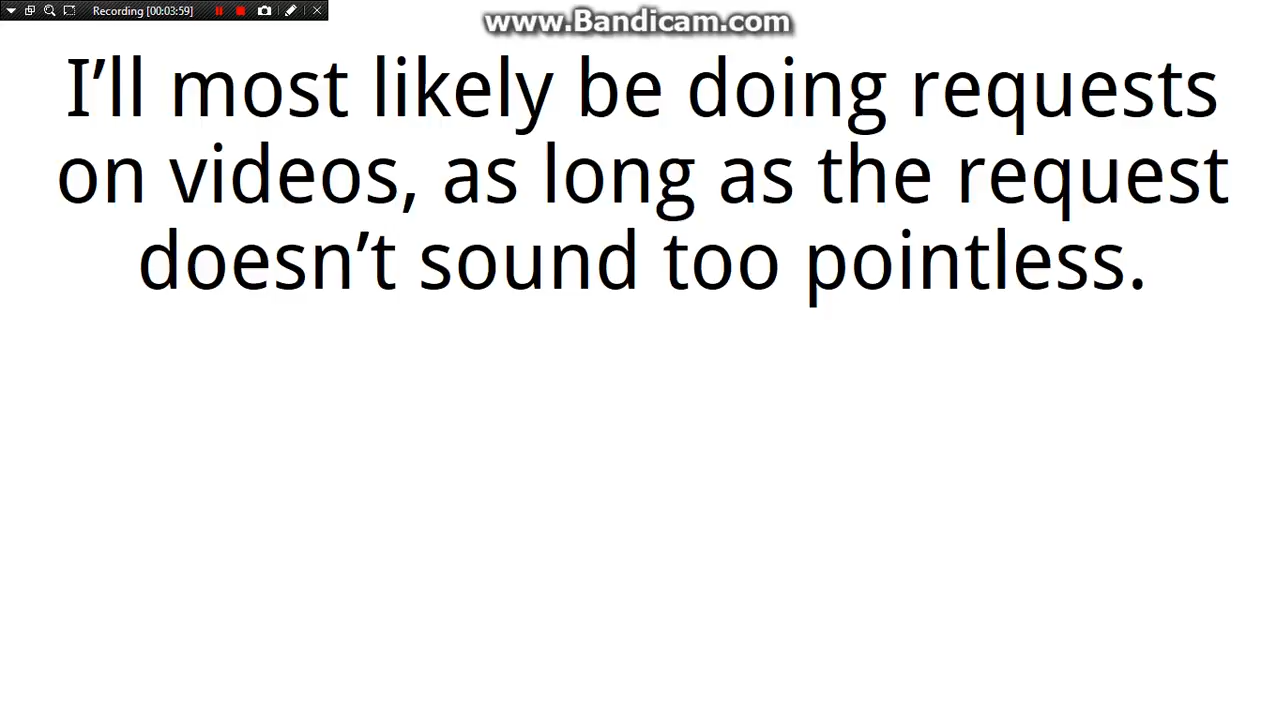 Recording [00:03:59]
www.Bandicam.com
I’ll most likely be doing requests
on videos, as long as the request
doesn’t sound too pointless.